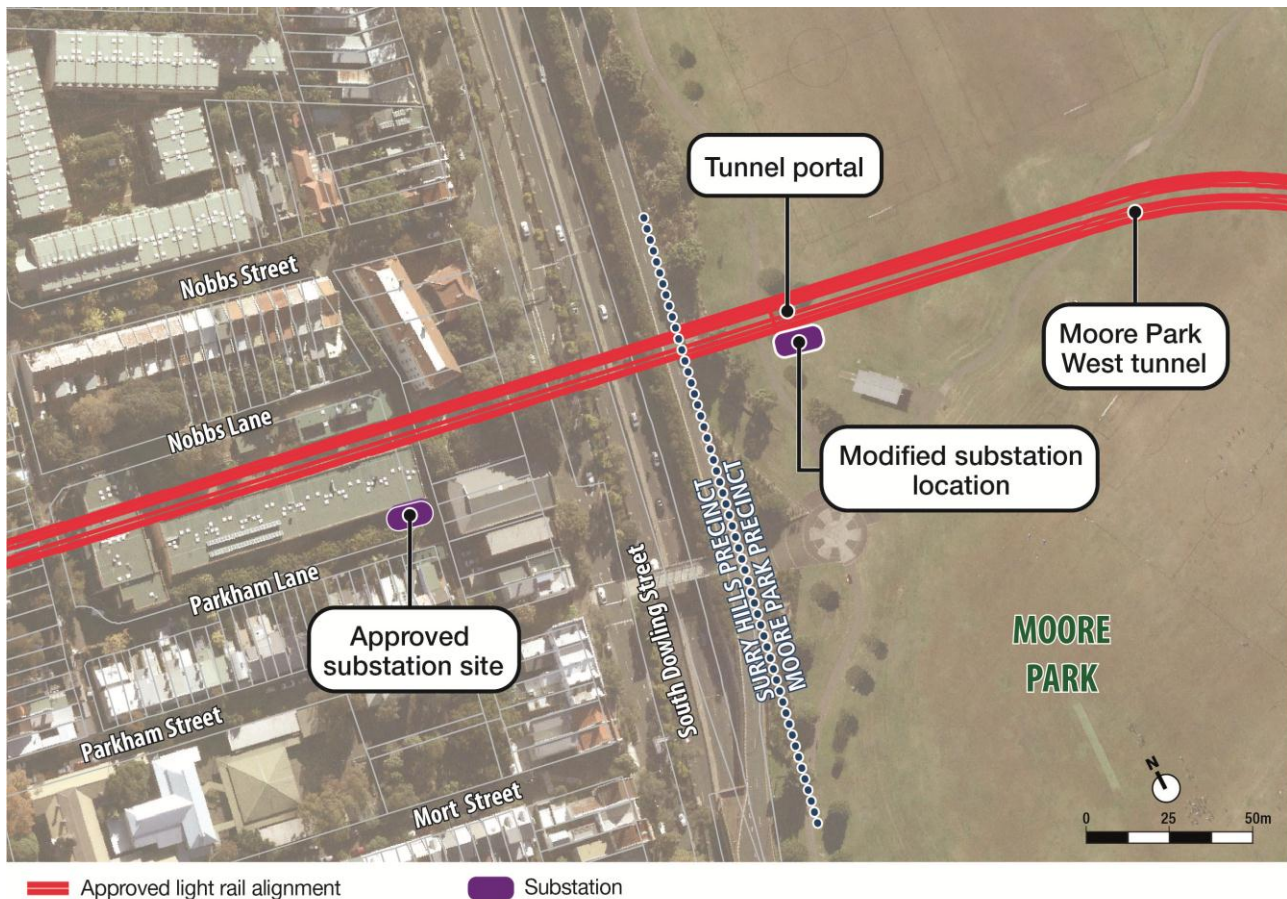 Tunnel portal
Nobbs Street
Moore Park
West tunnel
Nobbs Lane
Modified substation
location
SURRY HILLS PRECINCT
MOORE PARK PRECINCT
South Dowling Street
Parkham Lane
Approved
substation site
MOORE
PARK
Parkham Street
Mort Street
N
0 25 50m
Approved light rail alignment
Substation